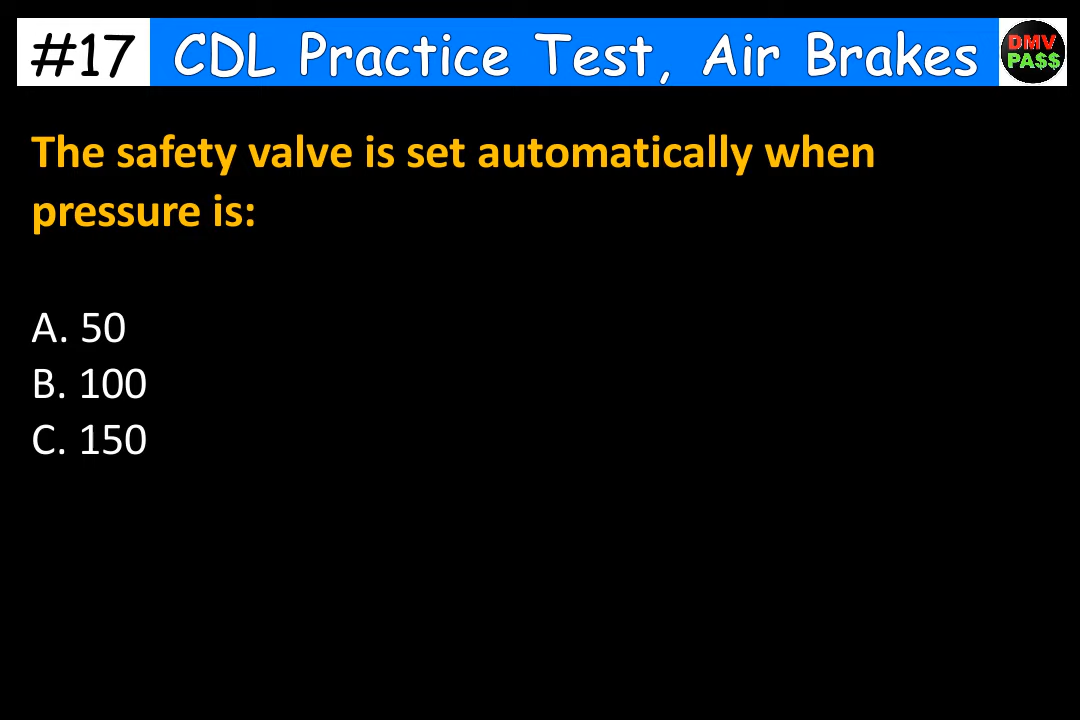 #17 CDL Practice Test, Air Brakes DMV
PA$$
The safety valve is set automatically when
pressure is:
A. 50
B. 100
C. 150